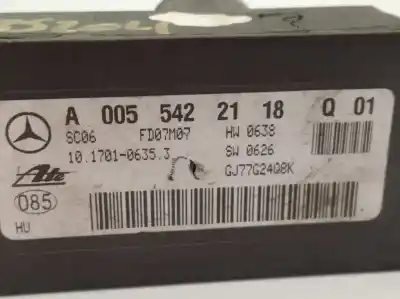 A 005 542 21 18 Q 01
SC06 FD07M07 HW 0638
10.1701-0635.3 SW 0626
GJ77G24Q8K
Ate
085
HU